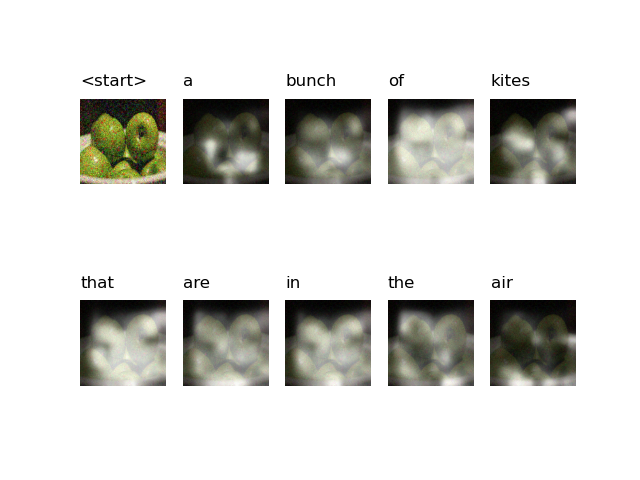 <start> a bunch of kites
that are in the air